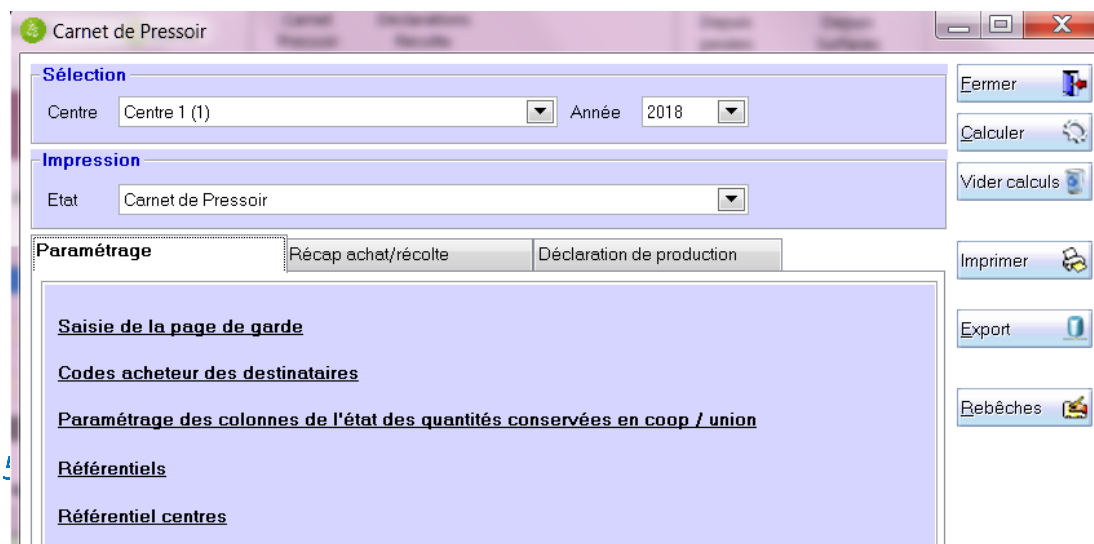 Carnet de Pressoir
Sélection
Centre Centre 1 (1) Année 2018
Impression
Etat Carnet de Pressoir
Paramétrage Récap achat/récolte Déclaration de production
Saisie de la page de garde
Codes acheteur des destinataires
Paramétrage des colonnes de l'état des quantités conservées en coop / union
Référentiels
Référentiel centres
Fermer
Calculer
Vider calculs
Imprimer
Export
Rebêches